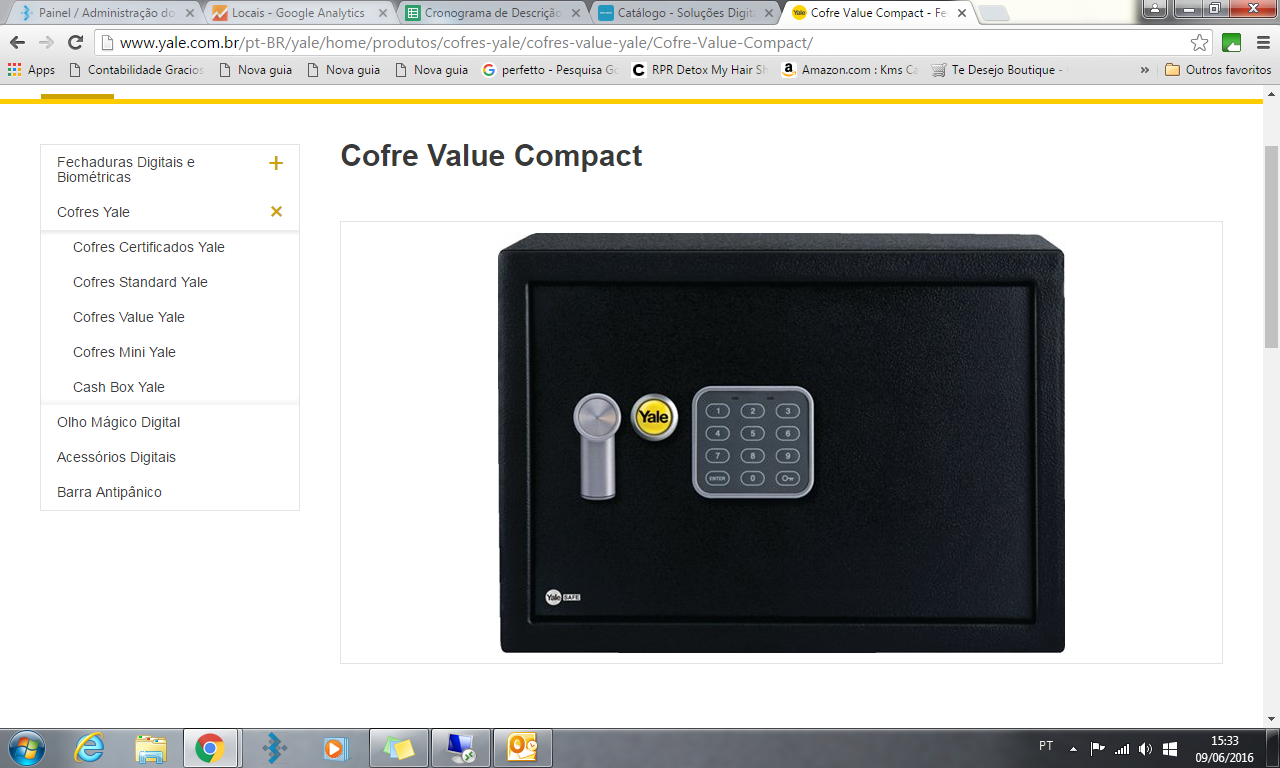 Painel / Administração do
Locais - Google Analytics
Cronograma de Descrição
Catálogo - Soluções Digit
Yale
Cofre Value Compact - Fe
www.yale.com.br/pt-BR/yale/home/produtos/cofres-yale/cofres-value-yale/Cofre-Value-Compact/
Apps
Contabilidade Gracios
Nova guia
Nova guia
Nova guia
perfetto - Pesquisa Go
RPR Detox My Hair Sh
Amazon.com : Kms Ca
Te Desejo Boutique -
»
Outros favoritos
Fechaduras Digitais e
Biométricas
Cofres Yale
Cofres Certificados Yale
Cofres Standard Yale
Cofres Value Yale
Cofres Mini Yale
Cash Box Yale
Olho Mágico Digital
Acessórios Digitais
Barra Antipânico
Cofre Value Compact
Yale
1 2 3
4 5 6
7 8 9
ENTER 0
Yale SAFE
PT
15:33
09/06/2016